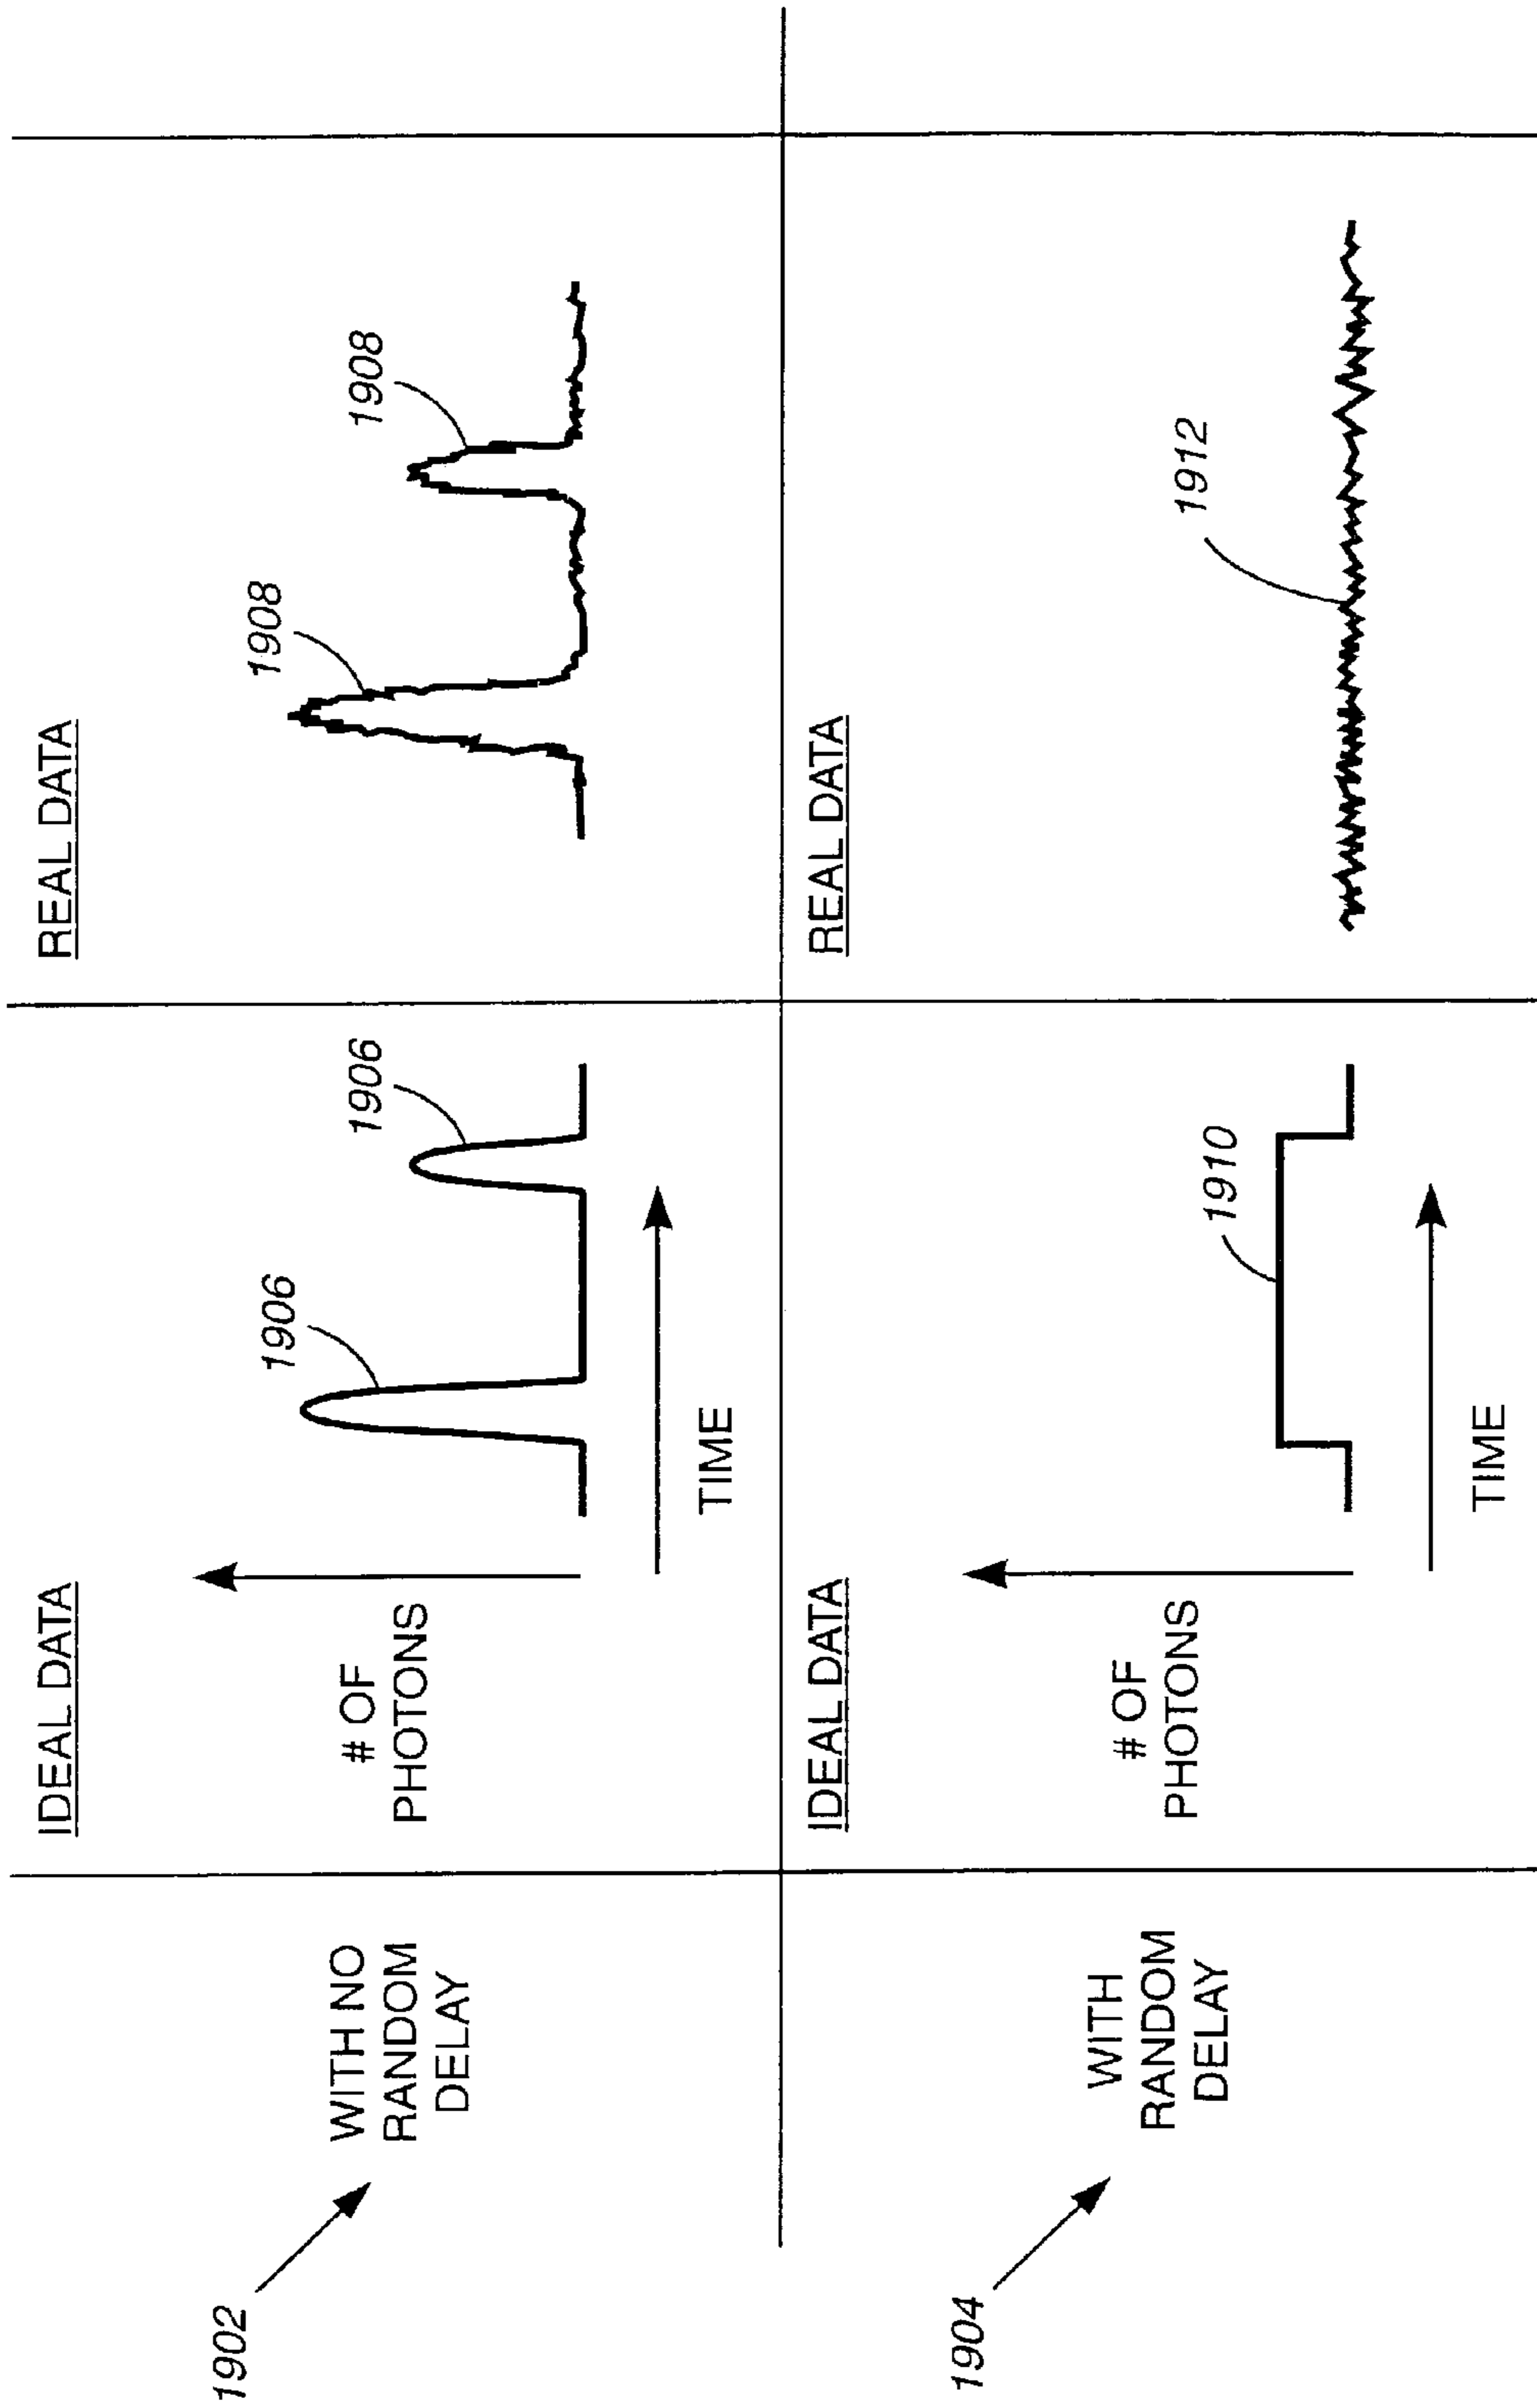 1902
WITH NO
RANDOM
DELAY
IDEAL DATA
# OF
PHOTONS
1906
1906
TIME
REAL DATA
1908
1908
1904
WITH
RANDOM
DELAY
IDEAL DATA
# OF
PHOTONS
1910
TIME
REAL DATA
1912